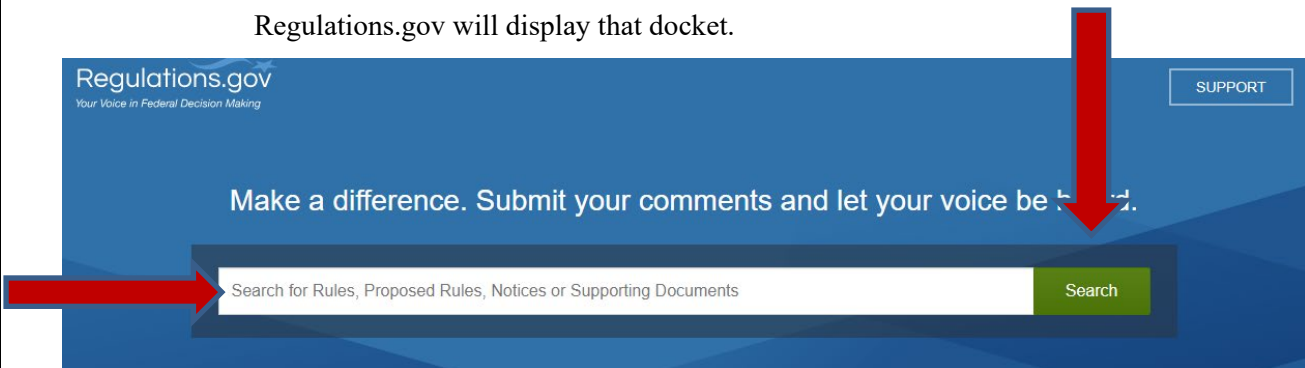 Regulations.gov will display that docket.
Regulations.gov
Your Voice in Federal Decision Making
SUPPORT
Make a difference. Submit your comments and let your voice be
Search for Rules, Proposed Rules, Notices or Supporting Documents
Search